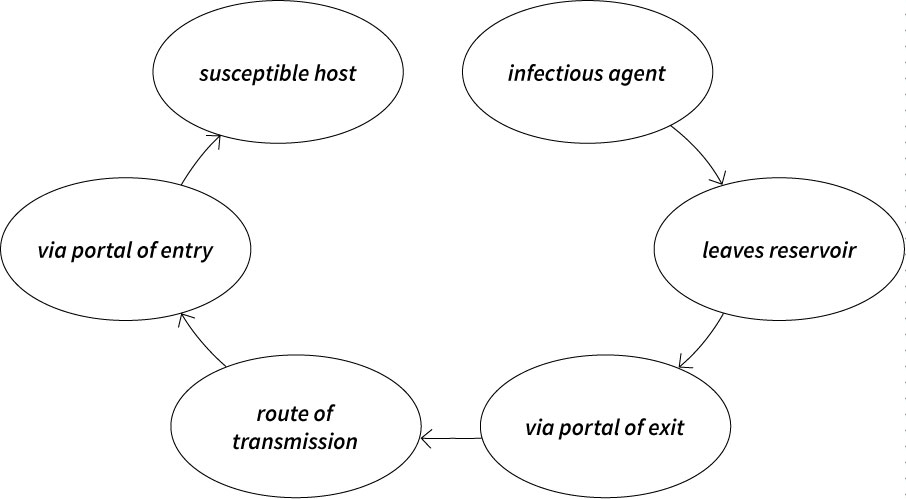 susceptible host
infectious agent
via portal of entry
leaves reservoir
route of
transmission
via portal of exit